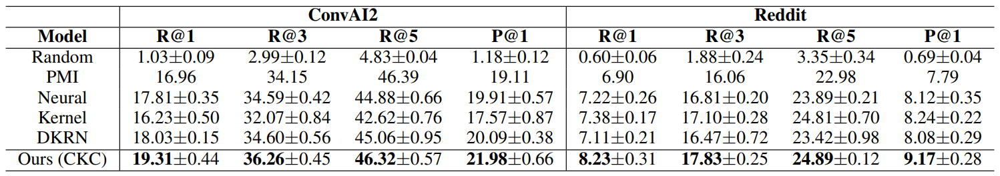 ConvAI2 Reddit
Model R@1 R@3 R@5 P@1 R@1 R@3 R@5 P@1
Random 1.03±0.09 2.99±0.12 4.83±0.04 1.18±0.12 0.60±0.06 1.88±0.24 3.35±0.34 0.69±0.04
PMI 16.96 34.15 46.39 19.11 6.90 16.06 22.98 7.79
Neural 17.81±0.35 34.59±0.42 44.88±0.66 19.91±0.57 7.22±0.26 16.81±0.20 23.89±0.21 8.12±0.35
Kernel 16.23±0.50 32.07±0.84 42.62±0.76 17.57±0.87 7.38±0.17 17.10±0.28 24.81±0.70 8.24±0.22
DKRN 18.03±0.15 34.60±0.56 45.06±0.95 20.09±0.38 7.11±0.21 16.47±0.72 23.42±0.98 8.08±0.29
Ours (CKC) 19.31±0.44 36.26±0.45 46.32±0.57 21.98±0.66 8.23±0.31 17.83±0.25 24.89±0.12 9.17±0.28